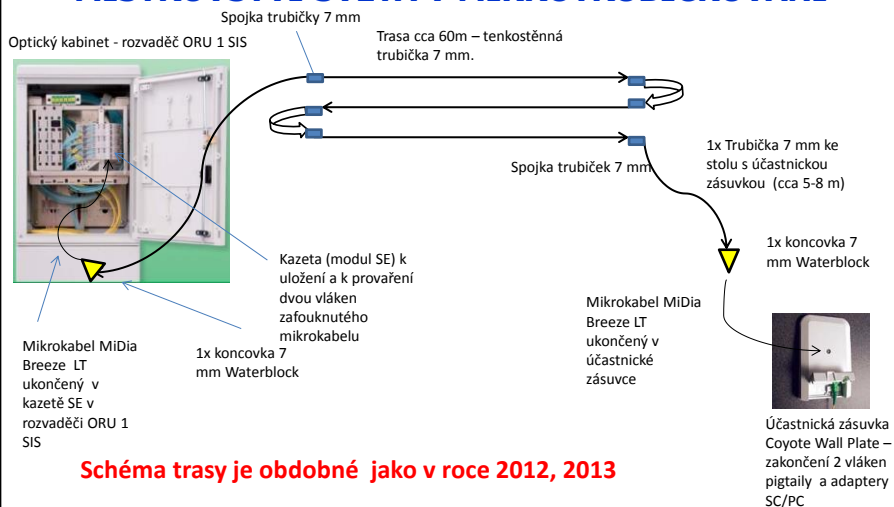 Spojka trubičky 7 mm
Optický kabinet - rozvaděč ORU 1 SIS
Trasa cca 60m – tenkostěnná
trubička 7 mm.
Spojka trubiček 7 mm
1x Trubička 7 mm ke
stolu s účastnickou
zásuvkou (cca 5-8 m)
1x koncovka 7
mm Waterblock
Kazeta (modul SE) k
uložení a k provaření
dvou vláken
zafouknutého
mikrokabelu
Mikrokabel MiDia
Breeze LT
ukončený v
účastnické
zásuvce
Mikrokabel MiDia
Breeze LT
ukončený v
kazetě SE v
rozvaděči ORU 1
SIS
1x koncovka 7
mm Waterblock
Účastnická zásuvka
Coyote Wall Plate –
zakončení 2 vláken
pigtaily a adaptery
SC/PC
Schéma trasy je obdobné jako v roce 2012, 2013